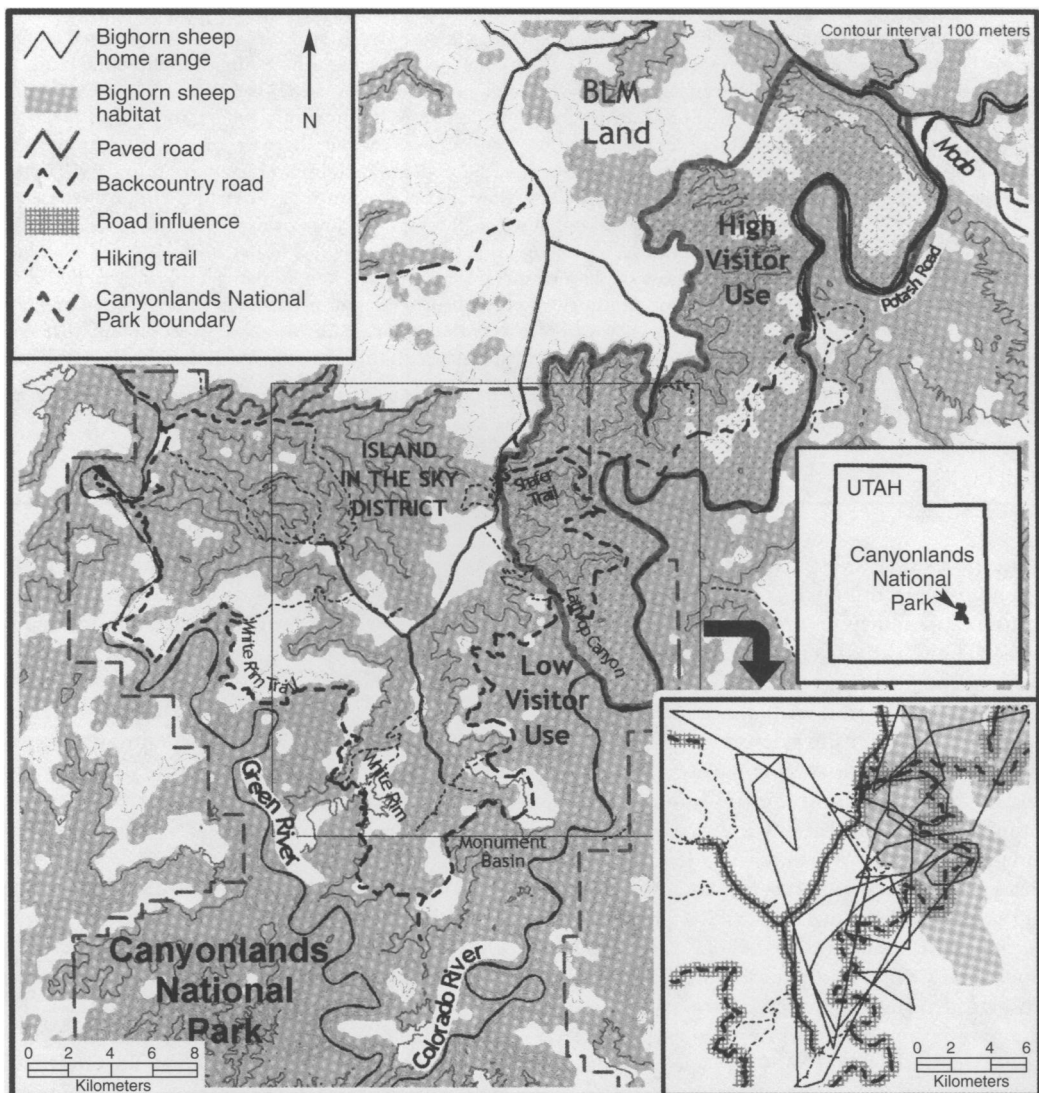 Bighorn sheep
home range
Bighorn sheep
habitat
Paved road
Backcountry road
Road influence
Hiking trail
Canyonlands National
Park boundary
N
Contour interval 100 meters
BLM
Land
Moab
High
Visitor
Use
Potash Road
ISLAND
IN THE SKY
DISTRICT
Shafer
Trail
UTAH
Canyonlands
National
Park
Lathrop Canyon
Low
Visitor
Use
White Rim Trail
White Rim
Green River
Monument
Basin
Canyonlands
National
Park
Colorado River
0 2 4 6 8
Kilometers
0 2 4 6
Kilometers